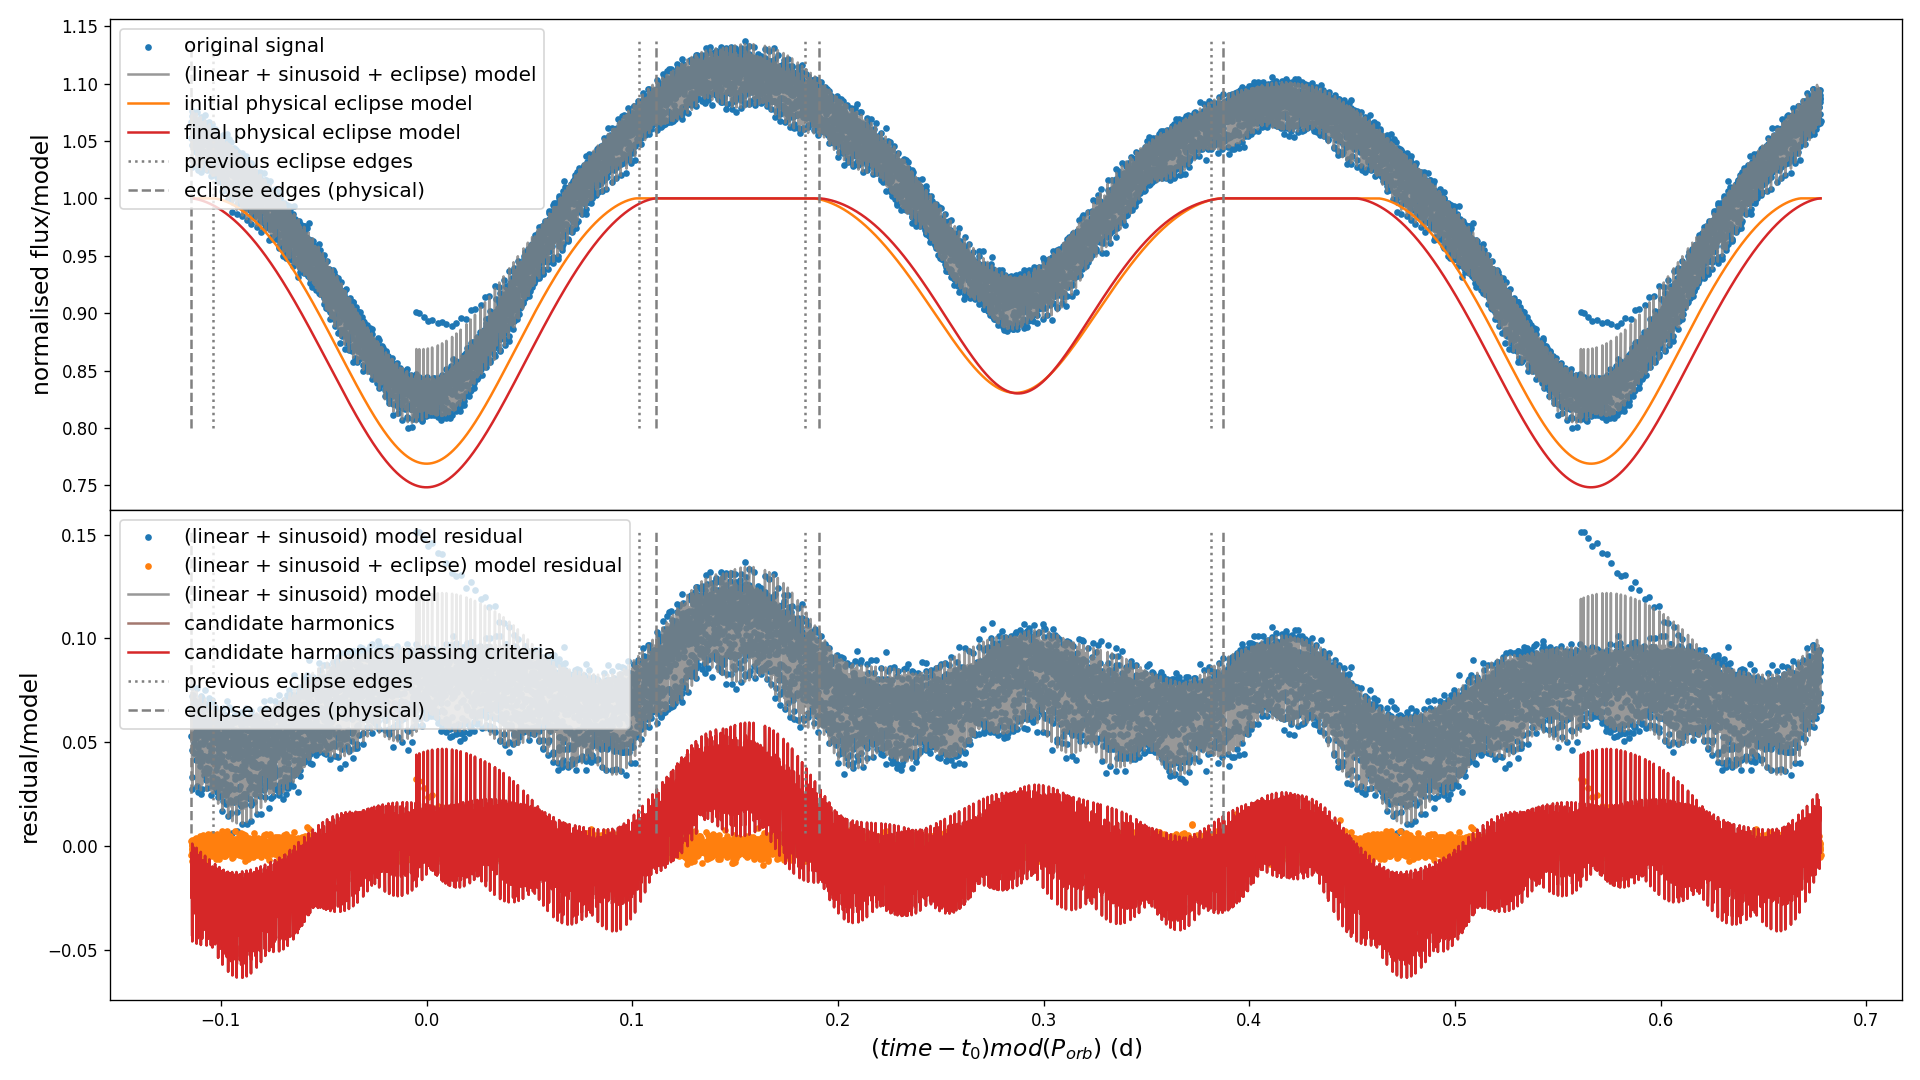 normalised flux/model
1.15
1.10
1.05
1.00
0.95
0.90
0.85
0.80
0.75
original signal
(linear + sinusoid + eclipse) model
initial physical eclipse model
final physical eclipse model
previous eclipse edges
eclipse edges (physical)
residual/model
0.15
0.10
0.05
0.00
−0.05
(linear + sinusoid) model residual
(linear + sinusoid + eclipse) model residual
(linear + sinusoid) model
candidate harmonics
candidate harmonics passing criteria
previous eclipse edges
eclipse edges (physical)
−0.1 0.0 0.1 0.2 0.3 0.4 0.5 0.6 0.7
(time − t₀)mod(P_orb) (d)